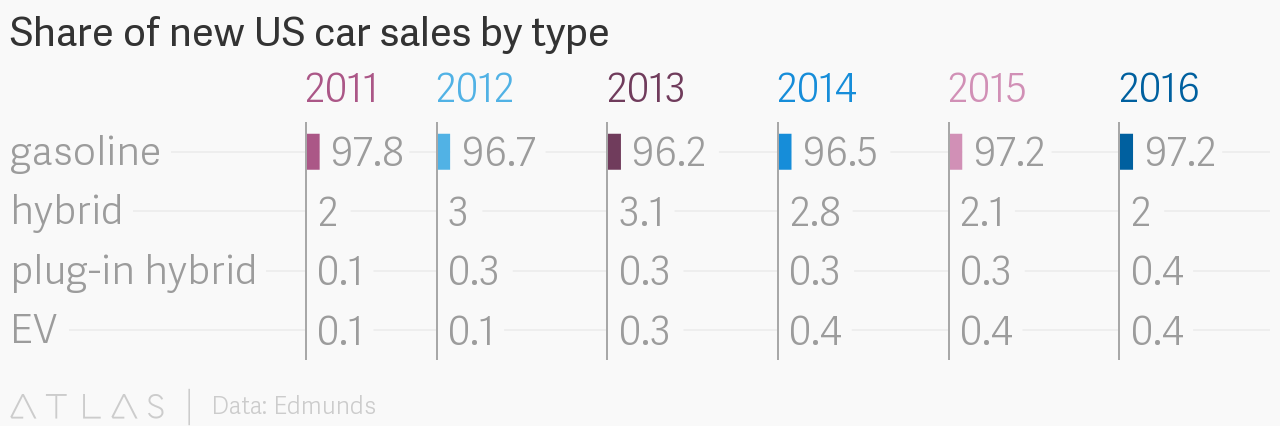 Share of new US car sales by type
2011 2012 2013 2014 2015 2016
gasoline 97.8 96.7 96.2 96.5 97.2 97.2
hybrid 2 3 3.1 2.8 2.1 2
plug-in hybrid 0.1 0.3 0.3 0.3 0.3 0.4
EV 0.1 0.1 0.3 0.4 0.4 0.4
ATLAS | Data: Edmunds